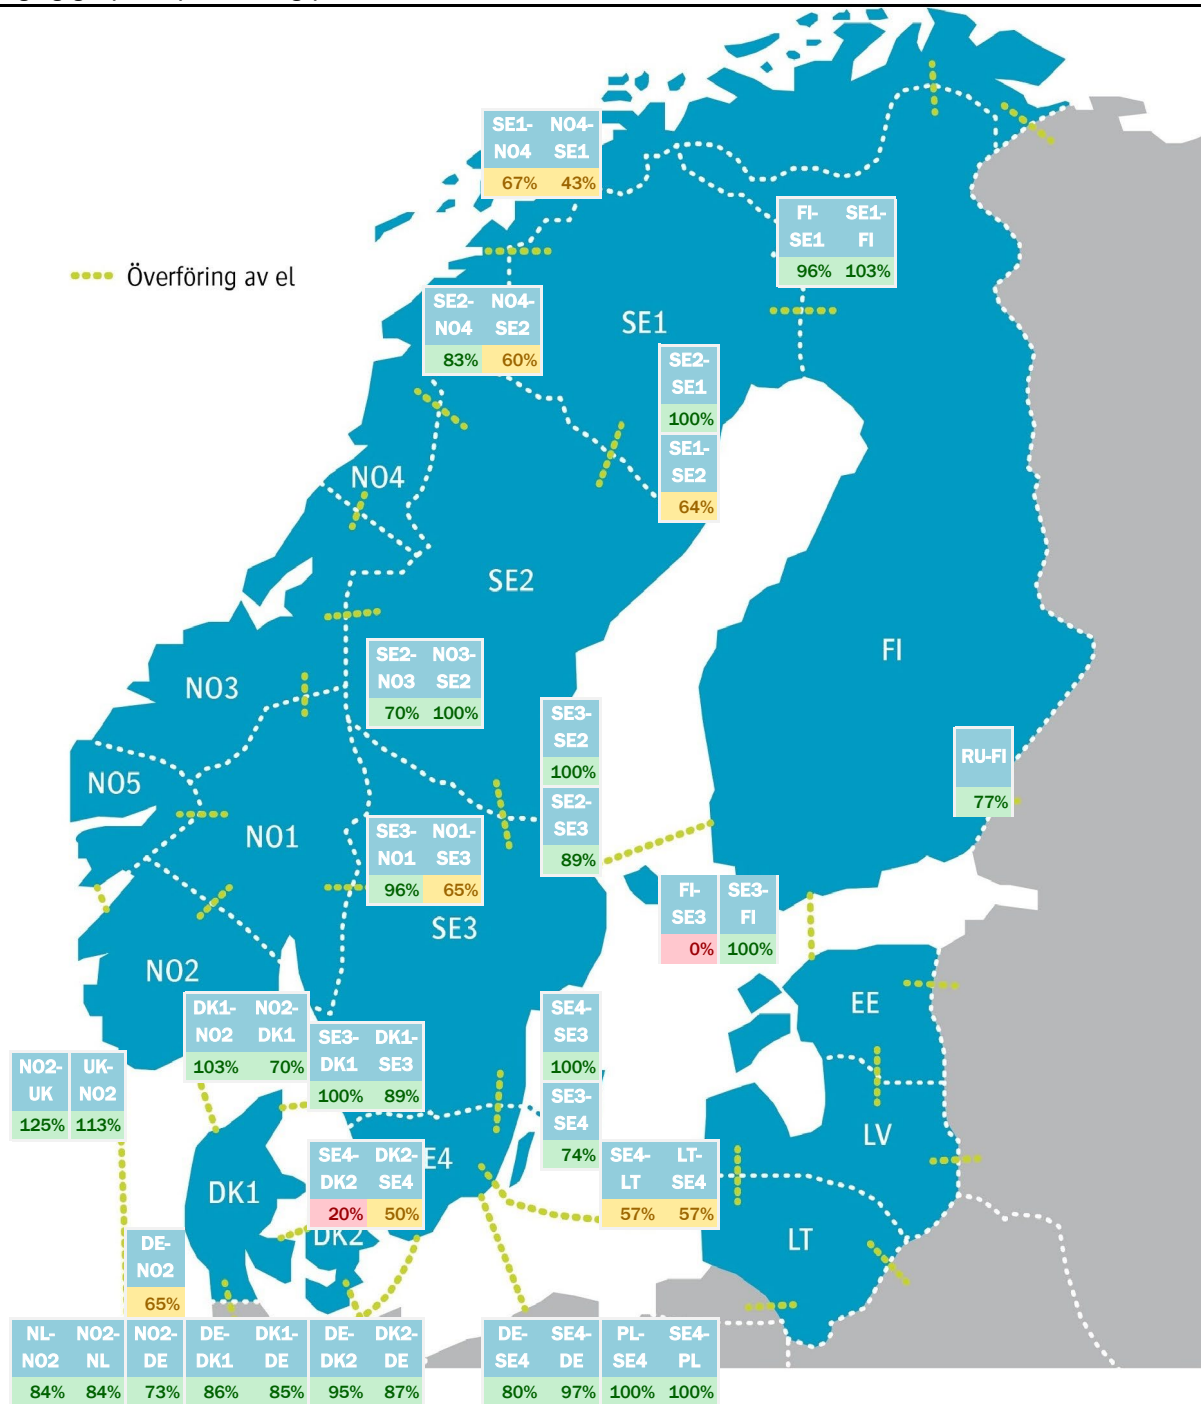 SE1- NO4-
NO4 SE1
67% 43%
FI- SE1-
SE1 FI
96% 103%
Överföring av el
SE2- NO4-
NO4 SE2
83% 60%
SE1
SE2-
SE1
100%
SE1-
SE2
64%
NO4
SE2
FI
SE2- NO3-
NO3 SE2
70% 100%
NO3
SE3-
SE2
100%
SE2-
SE3
89%
RU-FI
77%
NO5
NO1
SE3- NO1-
NO1 SE3
96% 65%
FI- SE3-
SE3 FI
0% 100%
SE3
NO2
EE
DK1- NO2-
NO2 DK1
103% 70%
SE3- DK1-
DK1 SE3
100% 89%
SE4-
SE3
100%
SE3-
SE4
74%
NO2- UK-
UK NO2
125% 113%
LV
SE4- DK2-
DK2 SE4
20% 50%
E4
SE4- LT-
LT SE4
57% 57%
DK1
DK2
LT
DE-
NO2
65%
NL- NO2- NO2- DE- DK1- DE- DK2-
NO2 NL DE DK1 DE DK2 DE
84% 84% 73% 86% 85% 95% 87%
DE- SE4- PL- SE4-
SE4 DE SE4 PL
80% 97% 100% 100%